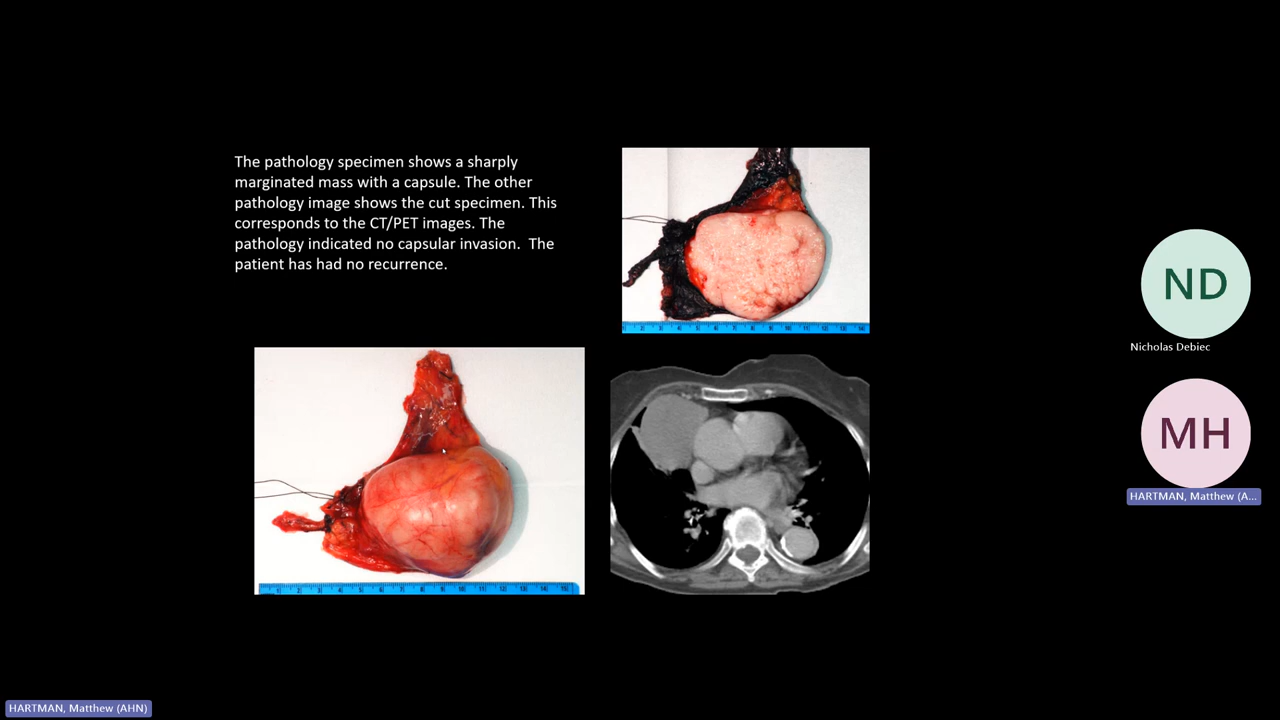 The pathology specimen shows a sharply
marginated mass with a capsule. The other
pathology image shows the cut specimen. This
corresponds to the CT/PET images. The
pathology indicated no capsular invasion.  The
patient has had no recurrence.
ND
Nicholas Debiec
MH
HARTMAN, Matthew (A...
HARTMAN, Matthew (AHN)